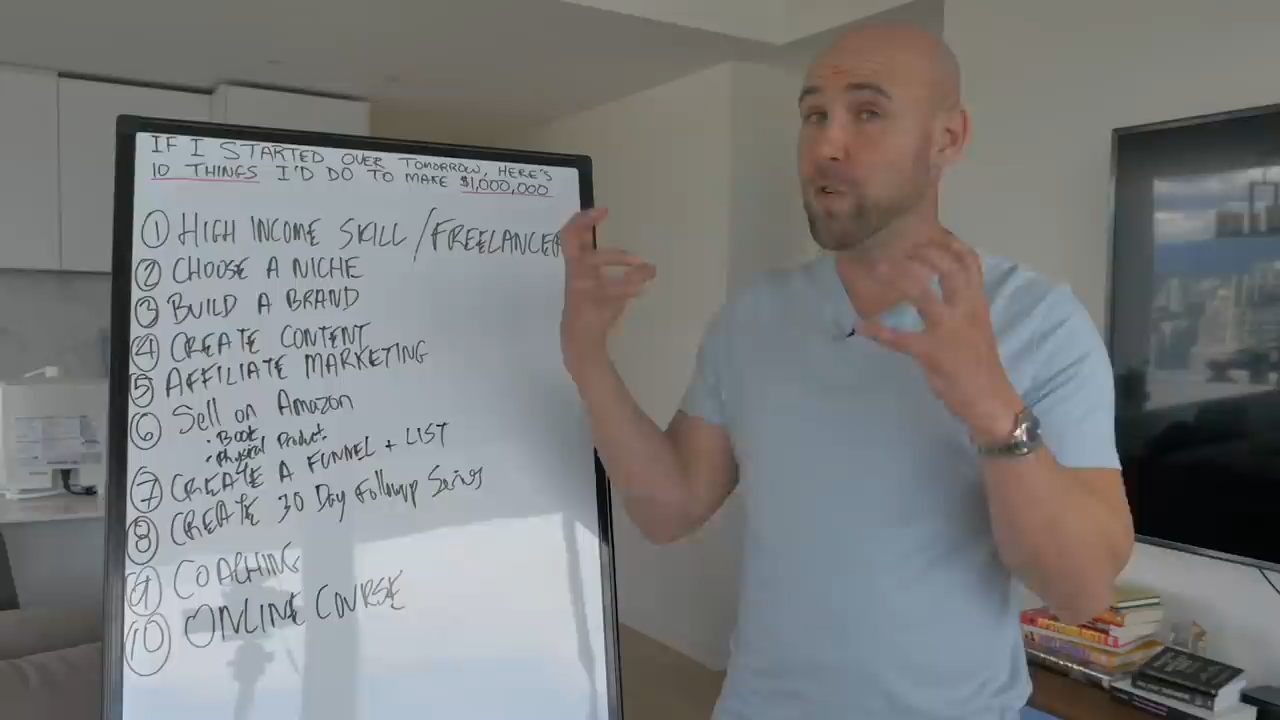 IF I STARTED OVER TOMORROW, HERE'S
10 THINGS I'D DO TO MAKE $1,000,000
① HIGH INCOME SKILL / FREELANCER
② CHOOSE A NICHE
③ BUILD A BRAND
④ CREATE CONTENT
⑤ AFFILIATE MARKETING
⑥ Sell on Amazon
• Book
• Physical Product
⑦ CREATE A FUNNEL + LIST
⑧ CREATE 30 Day Followup Series
⑨ COACHING
⑩ ONLINE COURSE